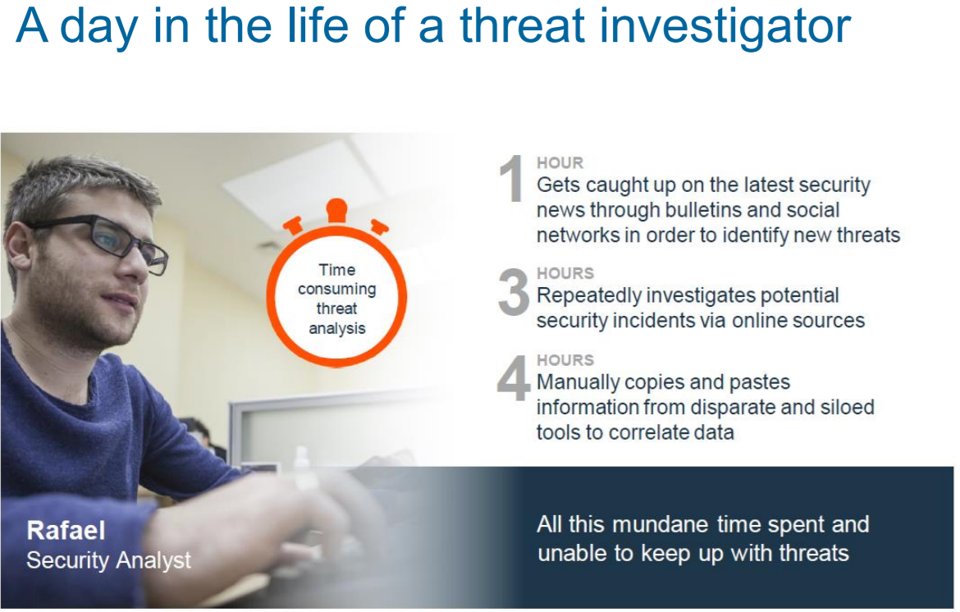 A day in the life of a threat investigator
Time
consuming
threat
analysis
1
HOUR
Gets caught up on the latest security
news through bulletins and social
networks in order to identify new threats
3
HOURS
Repeatedly investigates potential
security incidents via online sources
4
HOURS
Manually copies and pastes
information from disparate and siloed
tools to correlate data
Rafael
Security Analyst
All this mundane time spent and
unable to keep up with threats